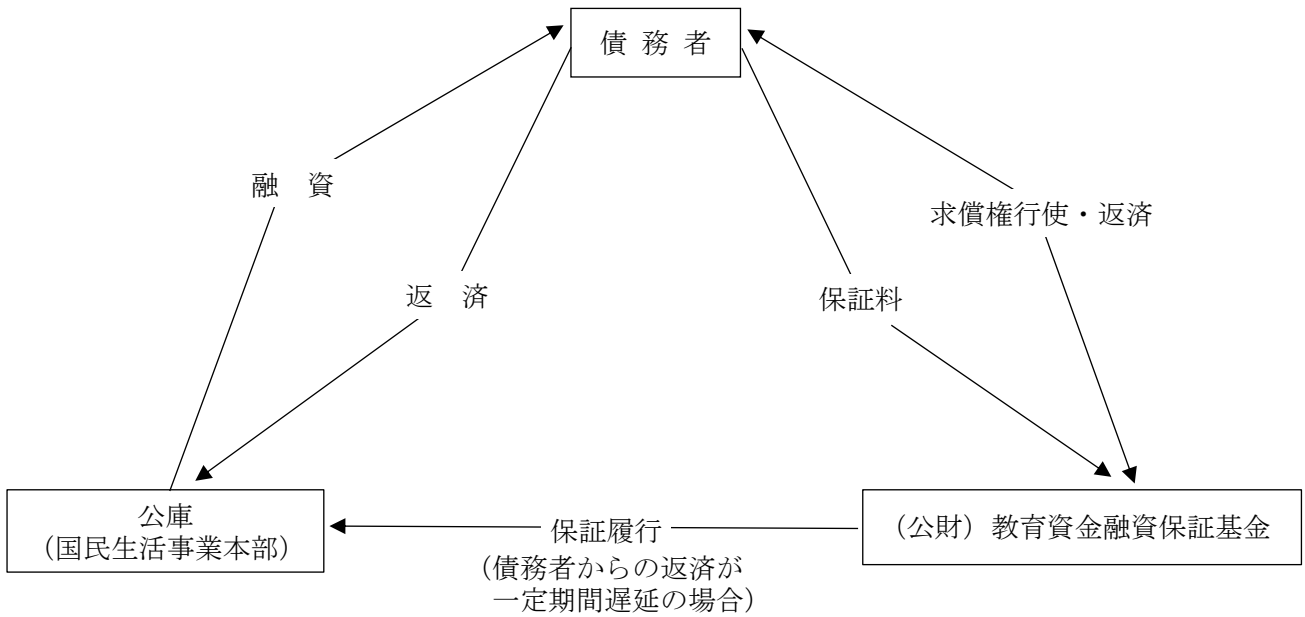 債 務 者
融　資
求償権行使・返済
返　済
保証料
公庫
（国民生活事業本部）
（公財）教育資金融資保証基金
保証履行
（債務者からの返済が
一定期間遅延の場合）